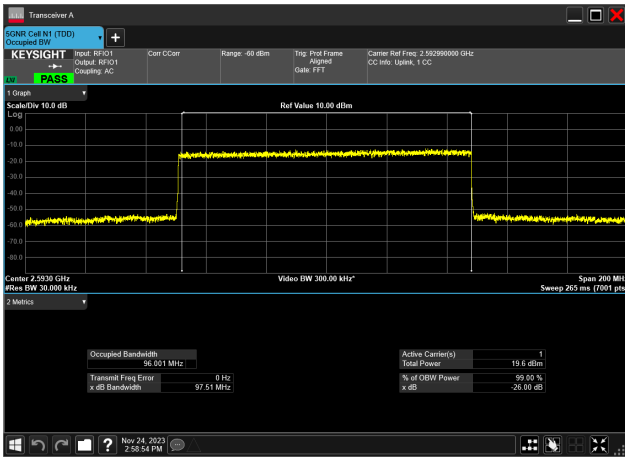 Transceiver A
5GNR Cell N1 (TDD)
Occupied BW
KEYSIGHT
PASS
Input: RFIO1
Output: RFIO1
Coupling: AC
Corr CCorr
Range: -60 dBm
Trig: Prot Frame
Aligned
Gate: FFT
Carrier Ref Freq: 2.592990000 GHz
CC Info: Uplink, 1 CC
1 Graph
Scale/Div 10.0 dB
Ref Value 10.00 dBm
Log
0.00
-10.0
-20.0
-30.0
-40.0
-50.0
-60.0
-70.0
-80.0
Center 2.5930 GHz
Video BW 300.00 kHz*
Span 200 MHz
#Res BW 30.000 kHz
Sweep 265 ms (7001 pts)
2 Metrics
Occupied Bandwidth
96.001 MHz
Transmit Freq Error 0 Hz
x dB Bandwidth 97.51 MHz
Active Carrier(s) 1
Total Power 19.6 dBm
% of OBW Power 99.00 %
x dB -26.00 dB
?
Nov 24, 2023
2:58:54 PM